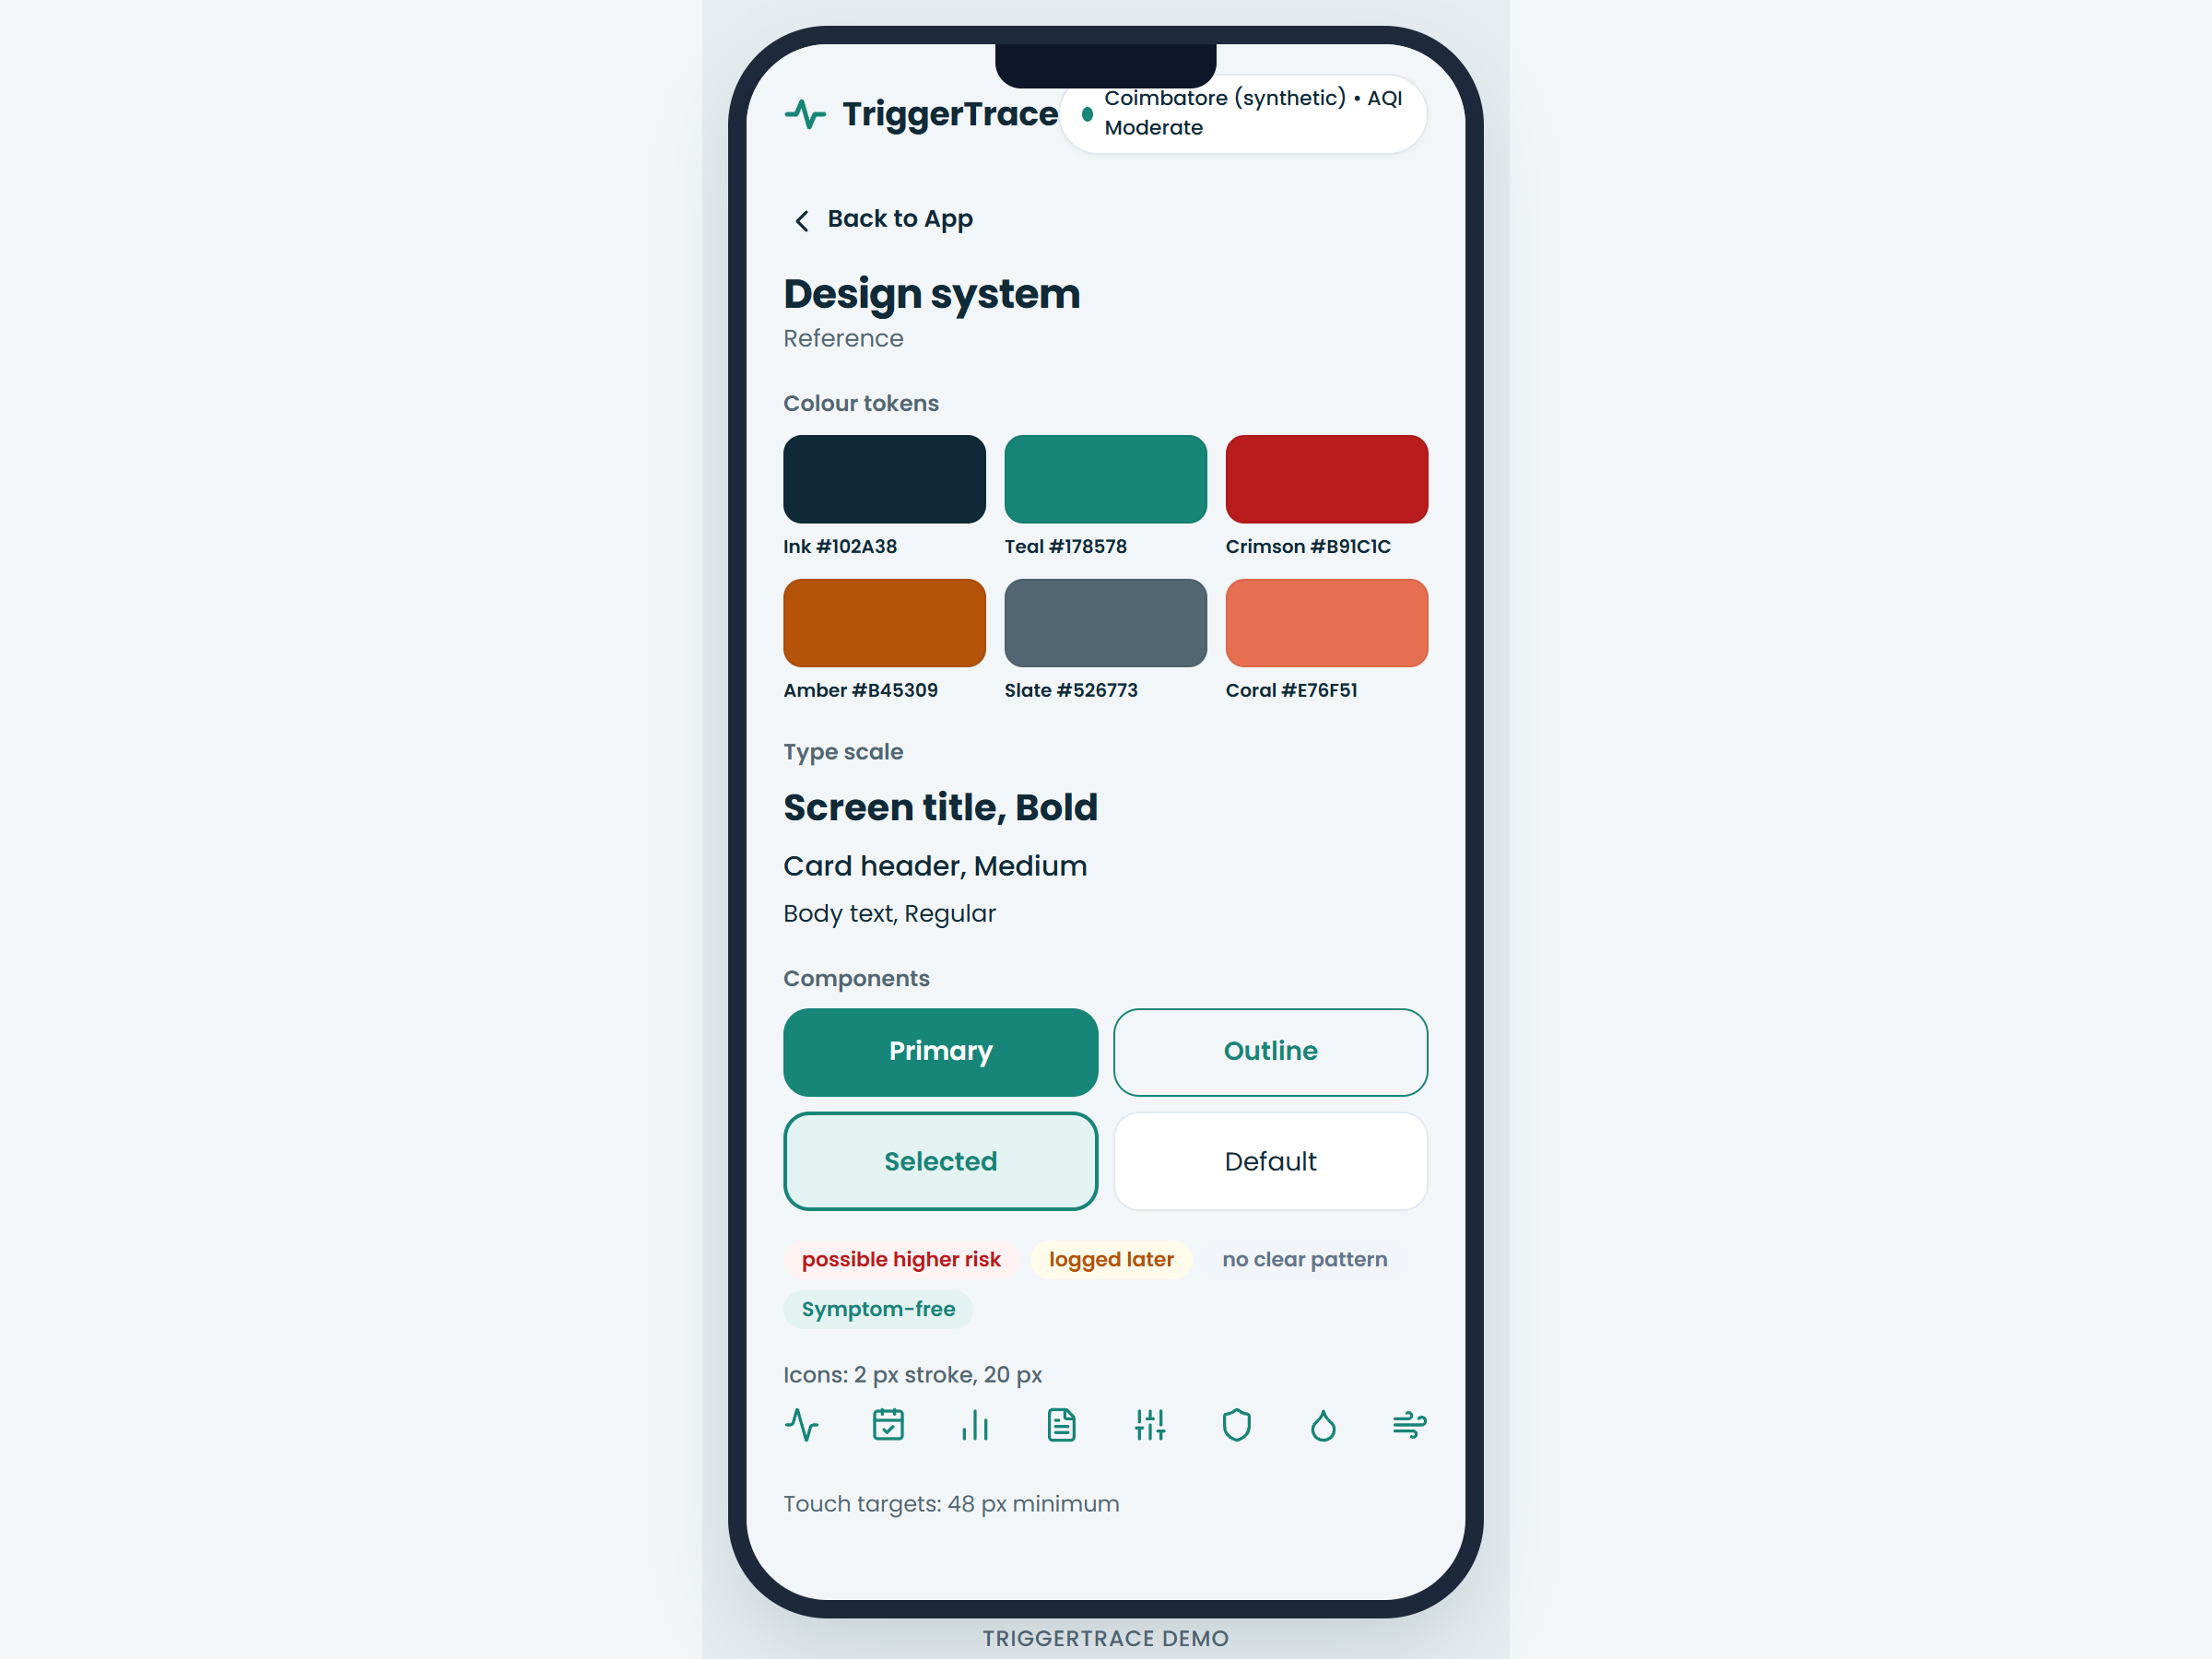 TriggerTrace
Coimbatore (synthetic) • AQI
Moderate
Back to App
Design system
Reference
Colour tokens
Ink #102A38
Teal #178578
Crimson #B91C1C
Amber #B45309
Slate #526773
Coral #E76F51
Type scale
Screen title, Bold
Card header, Medium
Body text, Regular
Components
Primary
Outline
Selected
Default
possible higher risk
logged later
no clear pattern
Symptom-free
Icons: 2 px stroke, 20 px
Touch targets: 48 px minimum
TRIGGERTRACE DEMO